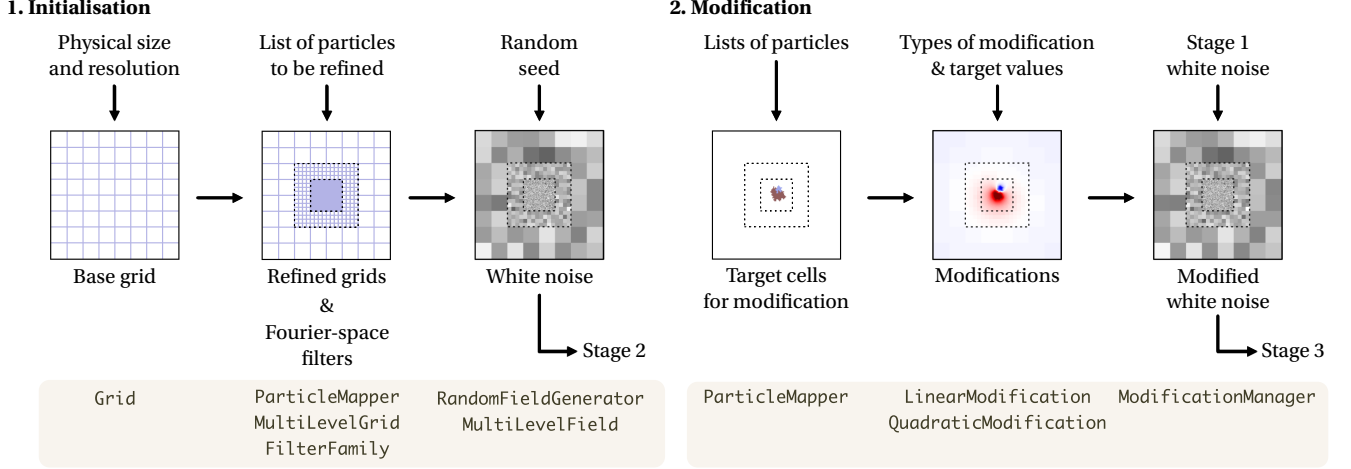 1. Initialisation
Physical size
and resolution
List of particles
to be refined
Random
seed
Base grid
Refined grids
&
Fourier-space
filters
White noise
Stage 2
Grid
ParticleMapper
MultiLevelGrid
FilterFamily
RandomFieldGenerator
MultiLevelField
2. Modification
Lists of particles
Types of modification
& target values
Stage 1
white noise
Target cells
for modification
Modifications
Modified
white noise
Stage 3
ParticleMapper
LinearModification
QuadraticModification
ModificationManager